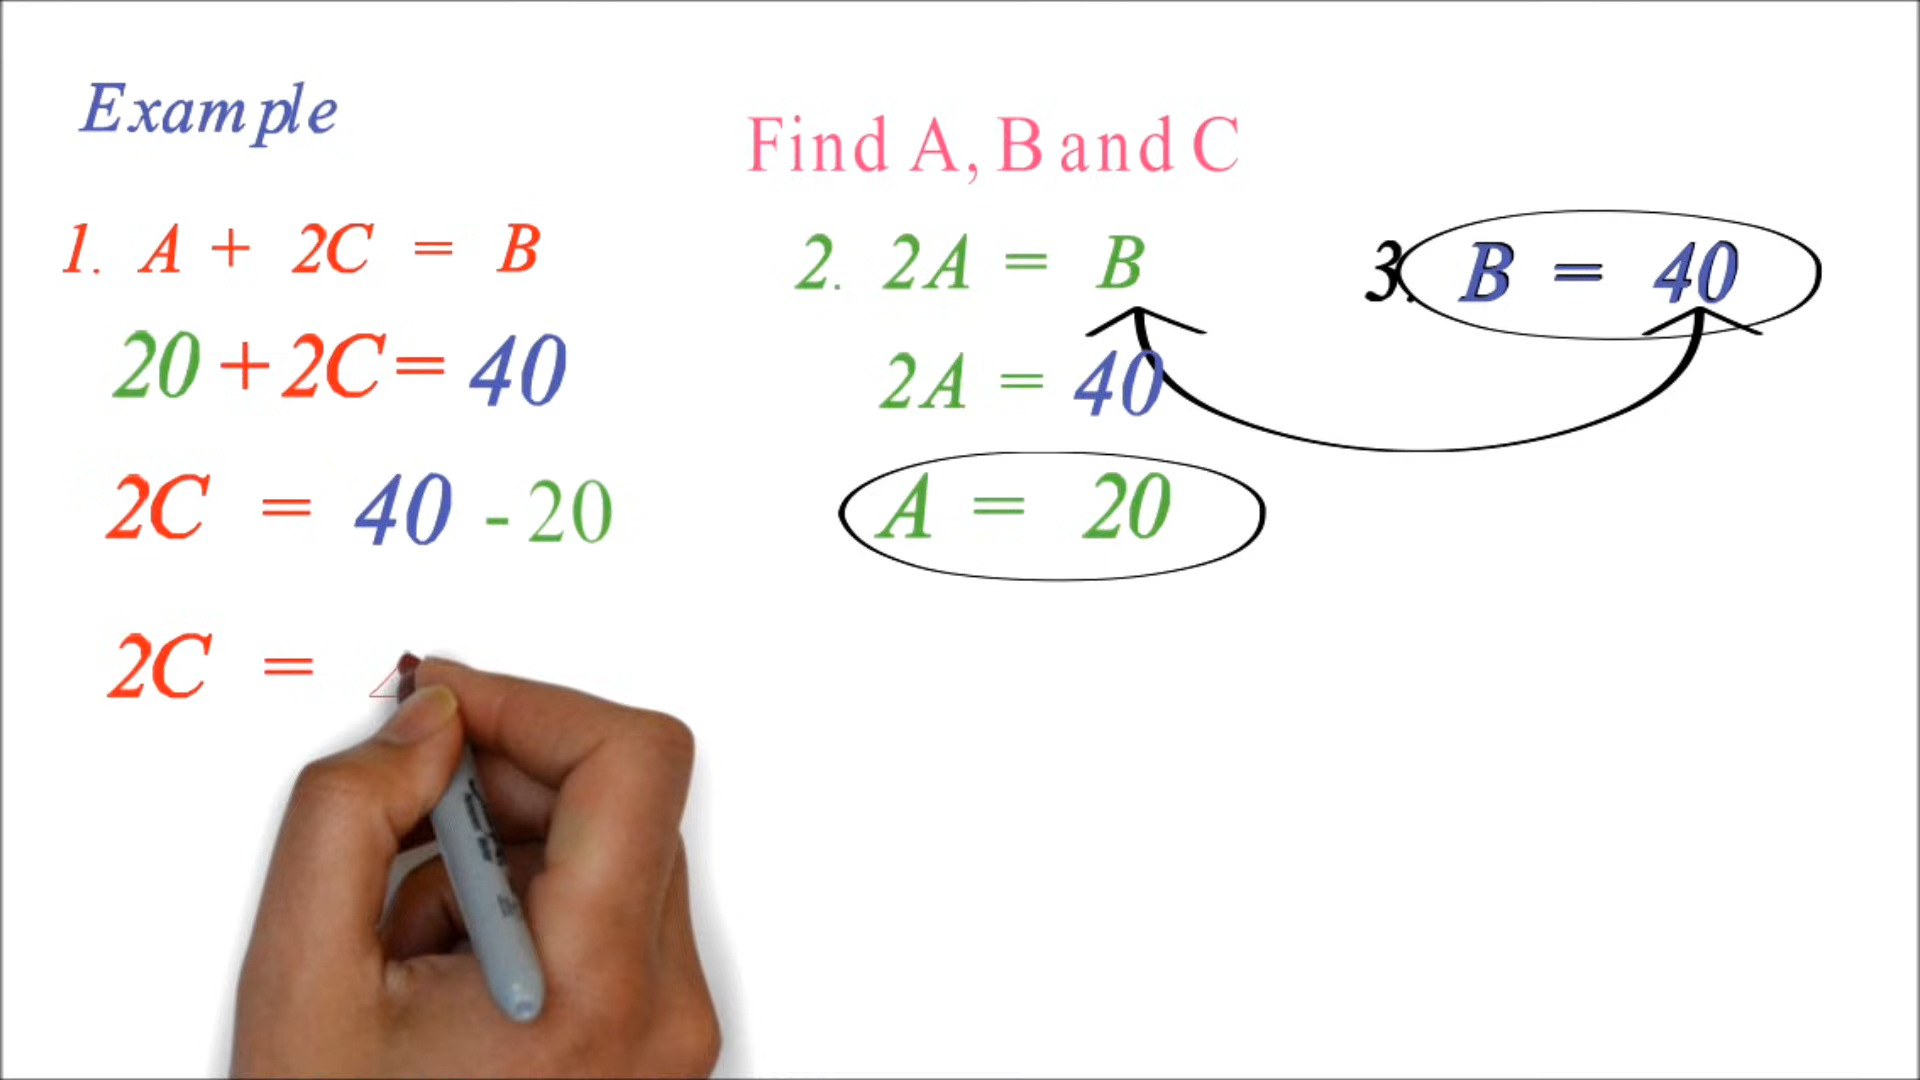 Example
Find A, B and C
1. A + 2C = B
20 + 2C = 40
2C = 40 - 20
2C =
2. 2A = B
2A = 40
A = 20
3. B = 40